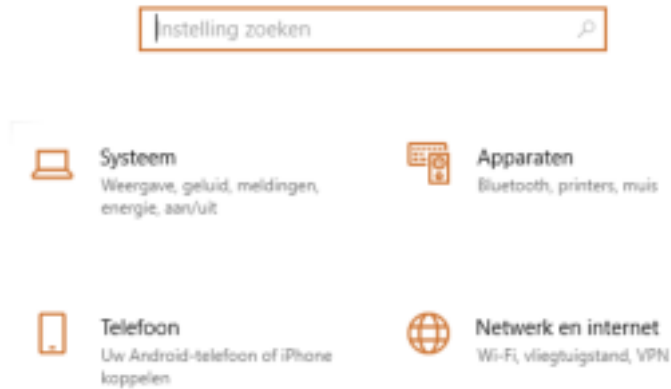 Instelling zoeken
Systeem
Weergave, geluid, meldingen,
energie, aan/uit
Apparaten
Bluetooth, printers, muis
Telefoon
Uw Android-telefoon of iPhone
koppelen
Netwerk en internet
Wi-Fi, vliegtuigstand, VPN